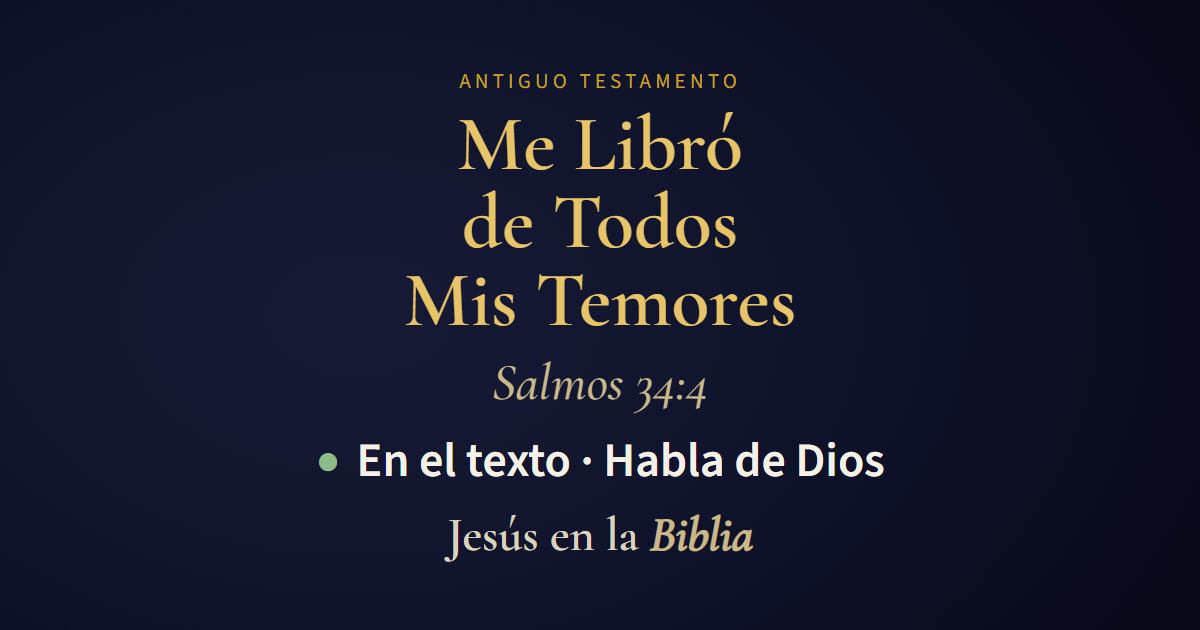 ANTIGUO TESTAMENTO
Me Libró
de Todos
Mis Temores
Salmos 34:4
• En el texto · Habla de Dios
Jesús en la Biblia